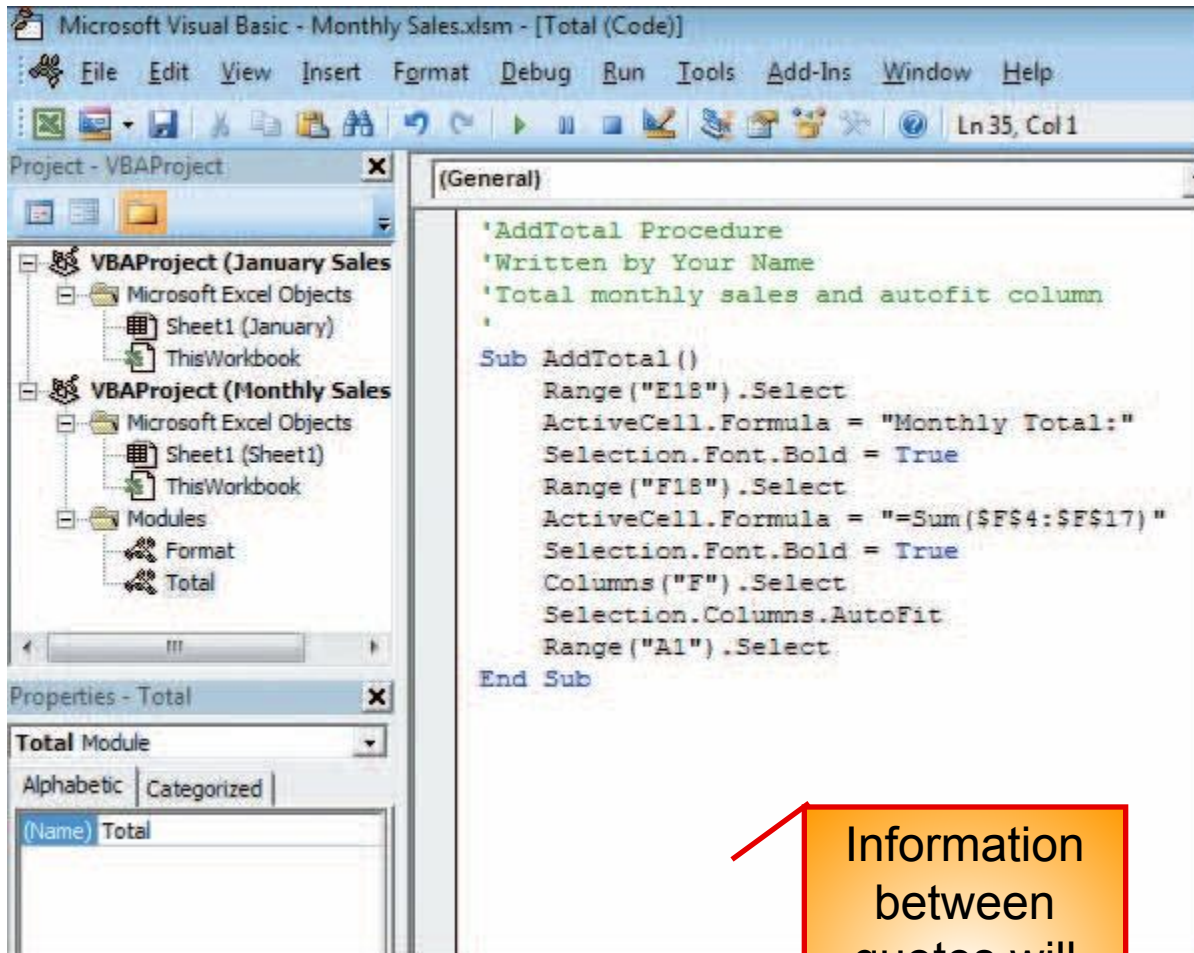 Microsoft Visual Basic - Monthly Sales.xlsm - [Total (Code)]
File Edit View Insert Format Debug Run Tools Add-Ins Window Help
Ln 35, Col 1
Project - VBAProject
VBAProject (January Sales
Microsoft Excel Objects
Sheet1 (January)
ThisWorkbook
VBAProject (Monthly Sales
Microsoft Excel Objects
Sheet1 (Sheet1)
ThisWorkbook
Modules
Format
Total
Properties - Total
Total Module
Alphabetic Categorized
(Name) Total
(General)
'AddTotal Procedure
'Written by Your Name
'Total monthly sales and autofit column
'
Sub AddTotal()
Range("E18").Select
ActiveCell.Formula = "Monthly Total:"
Selection.Font.Bold = True
Range("F18").Select
ActiveCell.Formula = "=Sum($F$4:$F$17)"
Selection.Font.Bold = True
Columns("F").Select
Selection.Columns.AutoFit
Range("A1").Select
End Sub
Information
between
quotes will